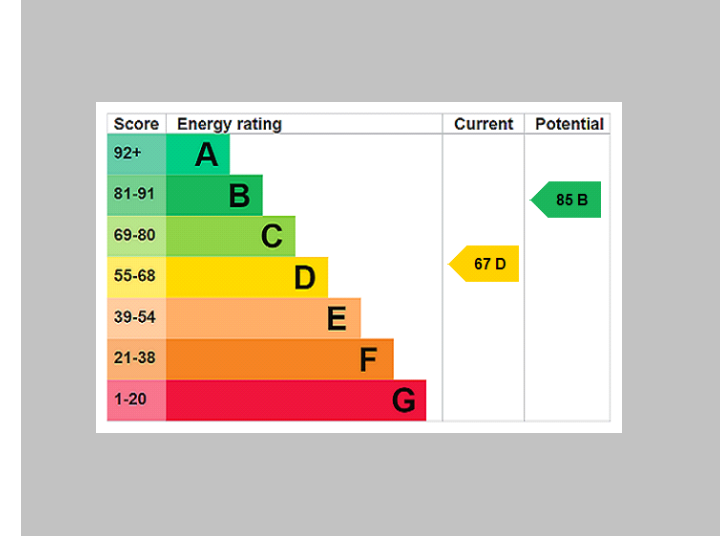 Score Energy rating Current Potential
92+ A
81-91 B 85 B
69-80 C
55-68 D 67 D
39-54 E
21-38 F
1-20 G